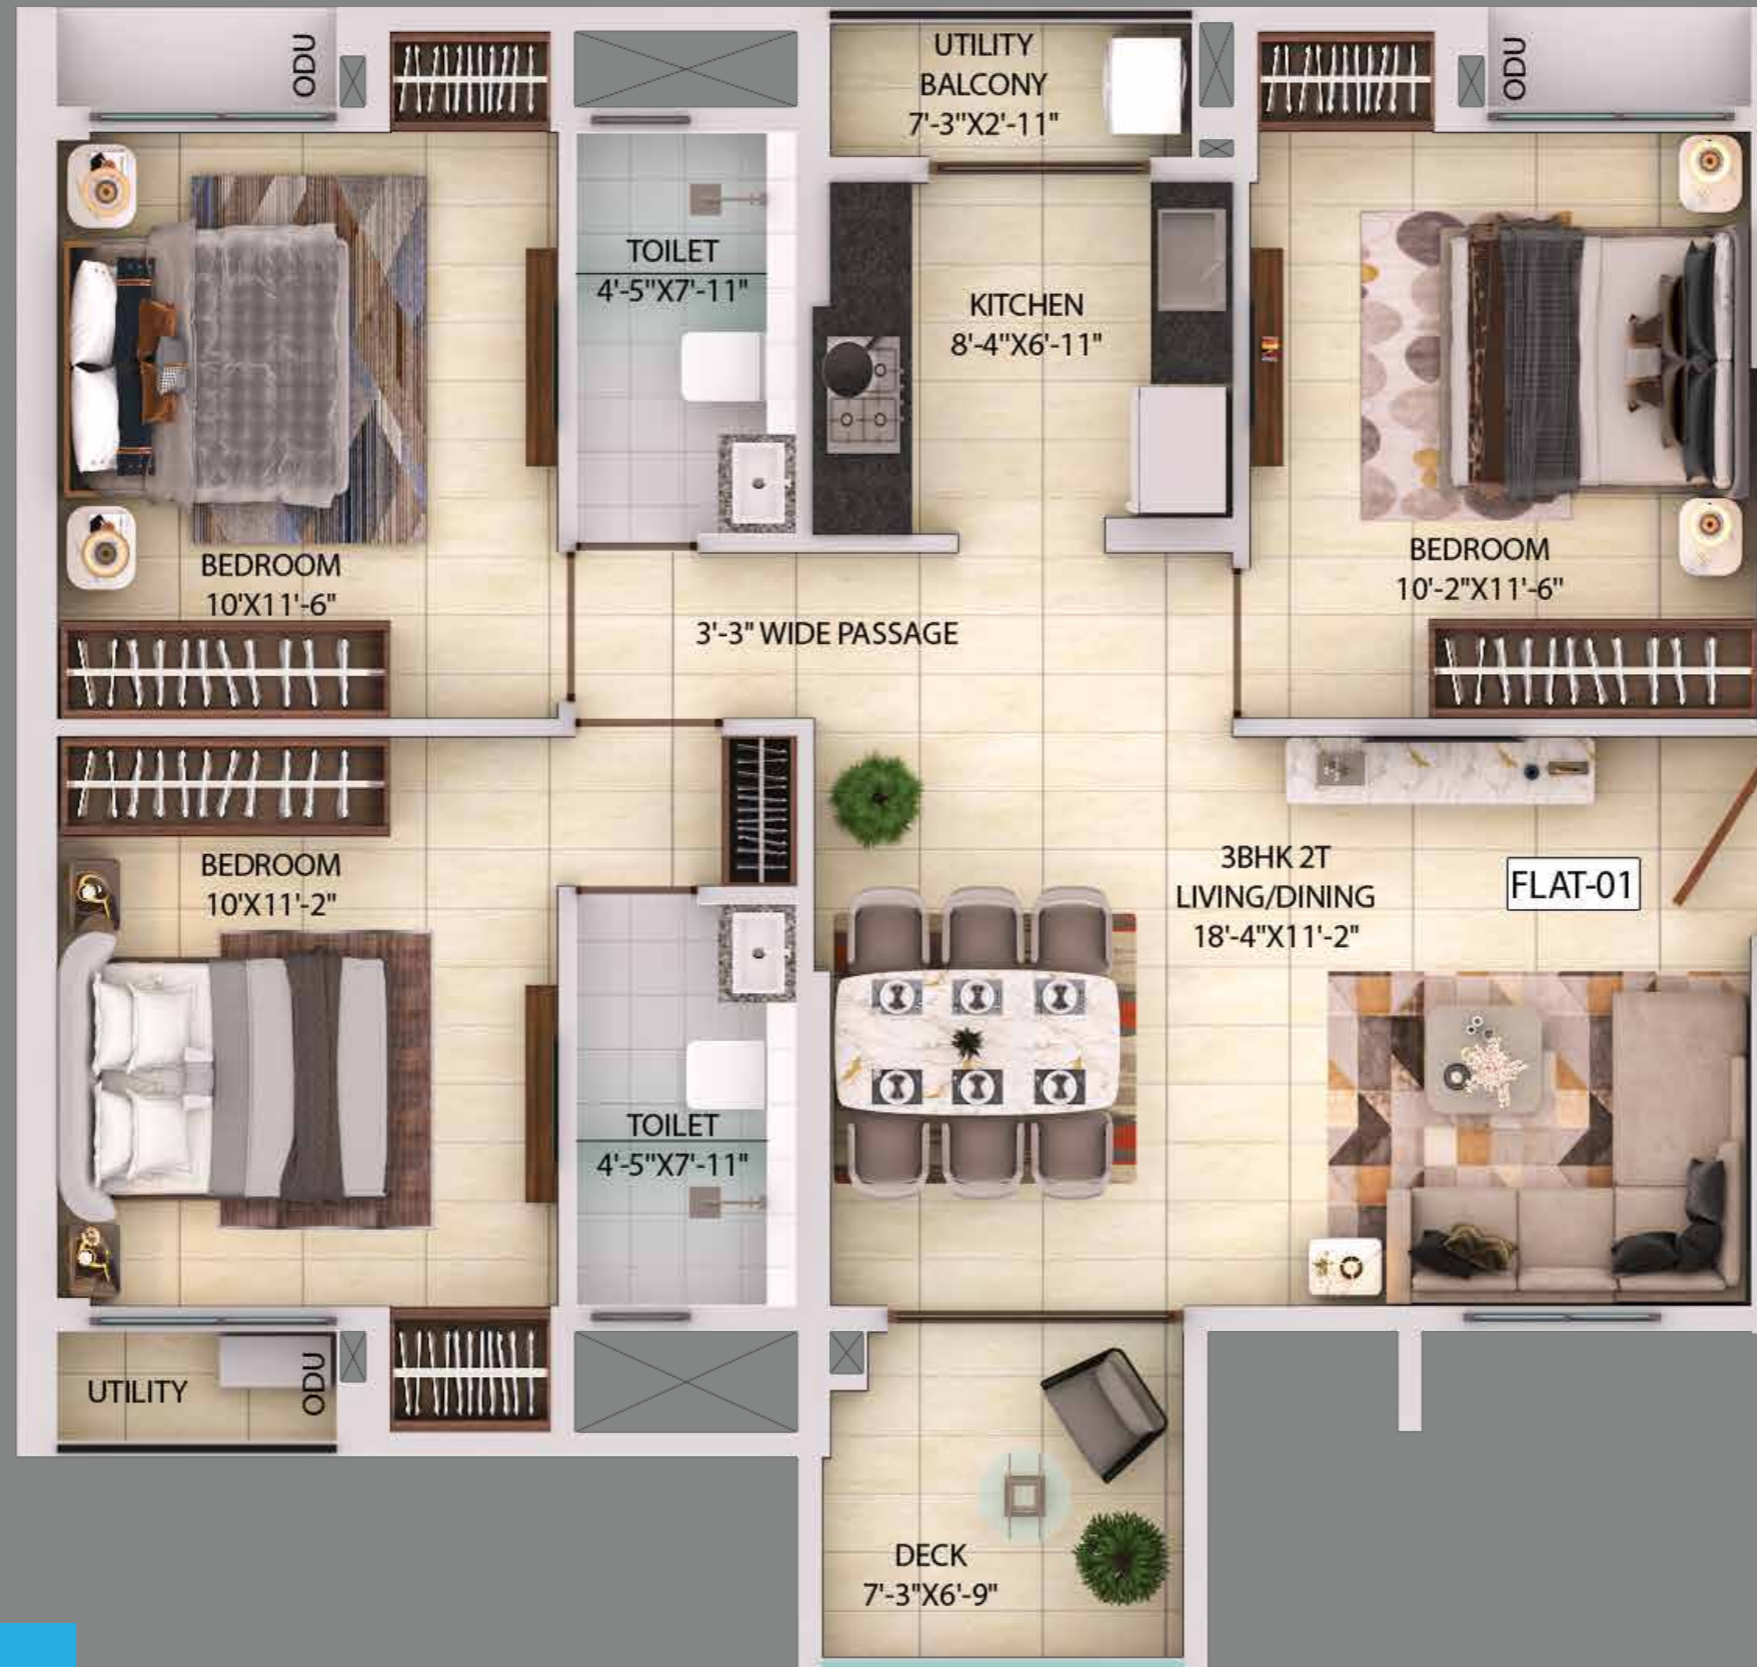 ODU
UTILITY
BALCONY
7'-3"X2'-11"
ODU
TOILET
4'-5"X7'-11"
KITCHEN
8'-4"X6'-11"
BEDROOM
10'X11'-6"
BEDROOM
10'-2"X11'-6"
3'-3" WIDE PASSAGE
BEDROOM
10'X11'-2"
3BHK 2T
LIVING/DINING
18'-4"X11'-2"
FLAT-01
TOILET
4'-5"X7'-11"
UTILITY
ODU
DECK
7'-3"X6'-9"